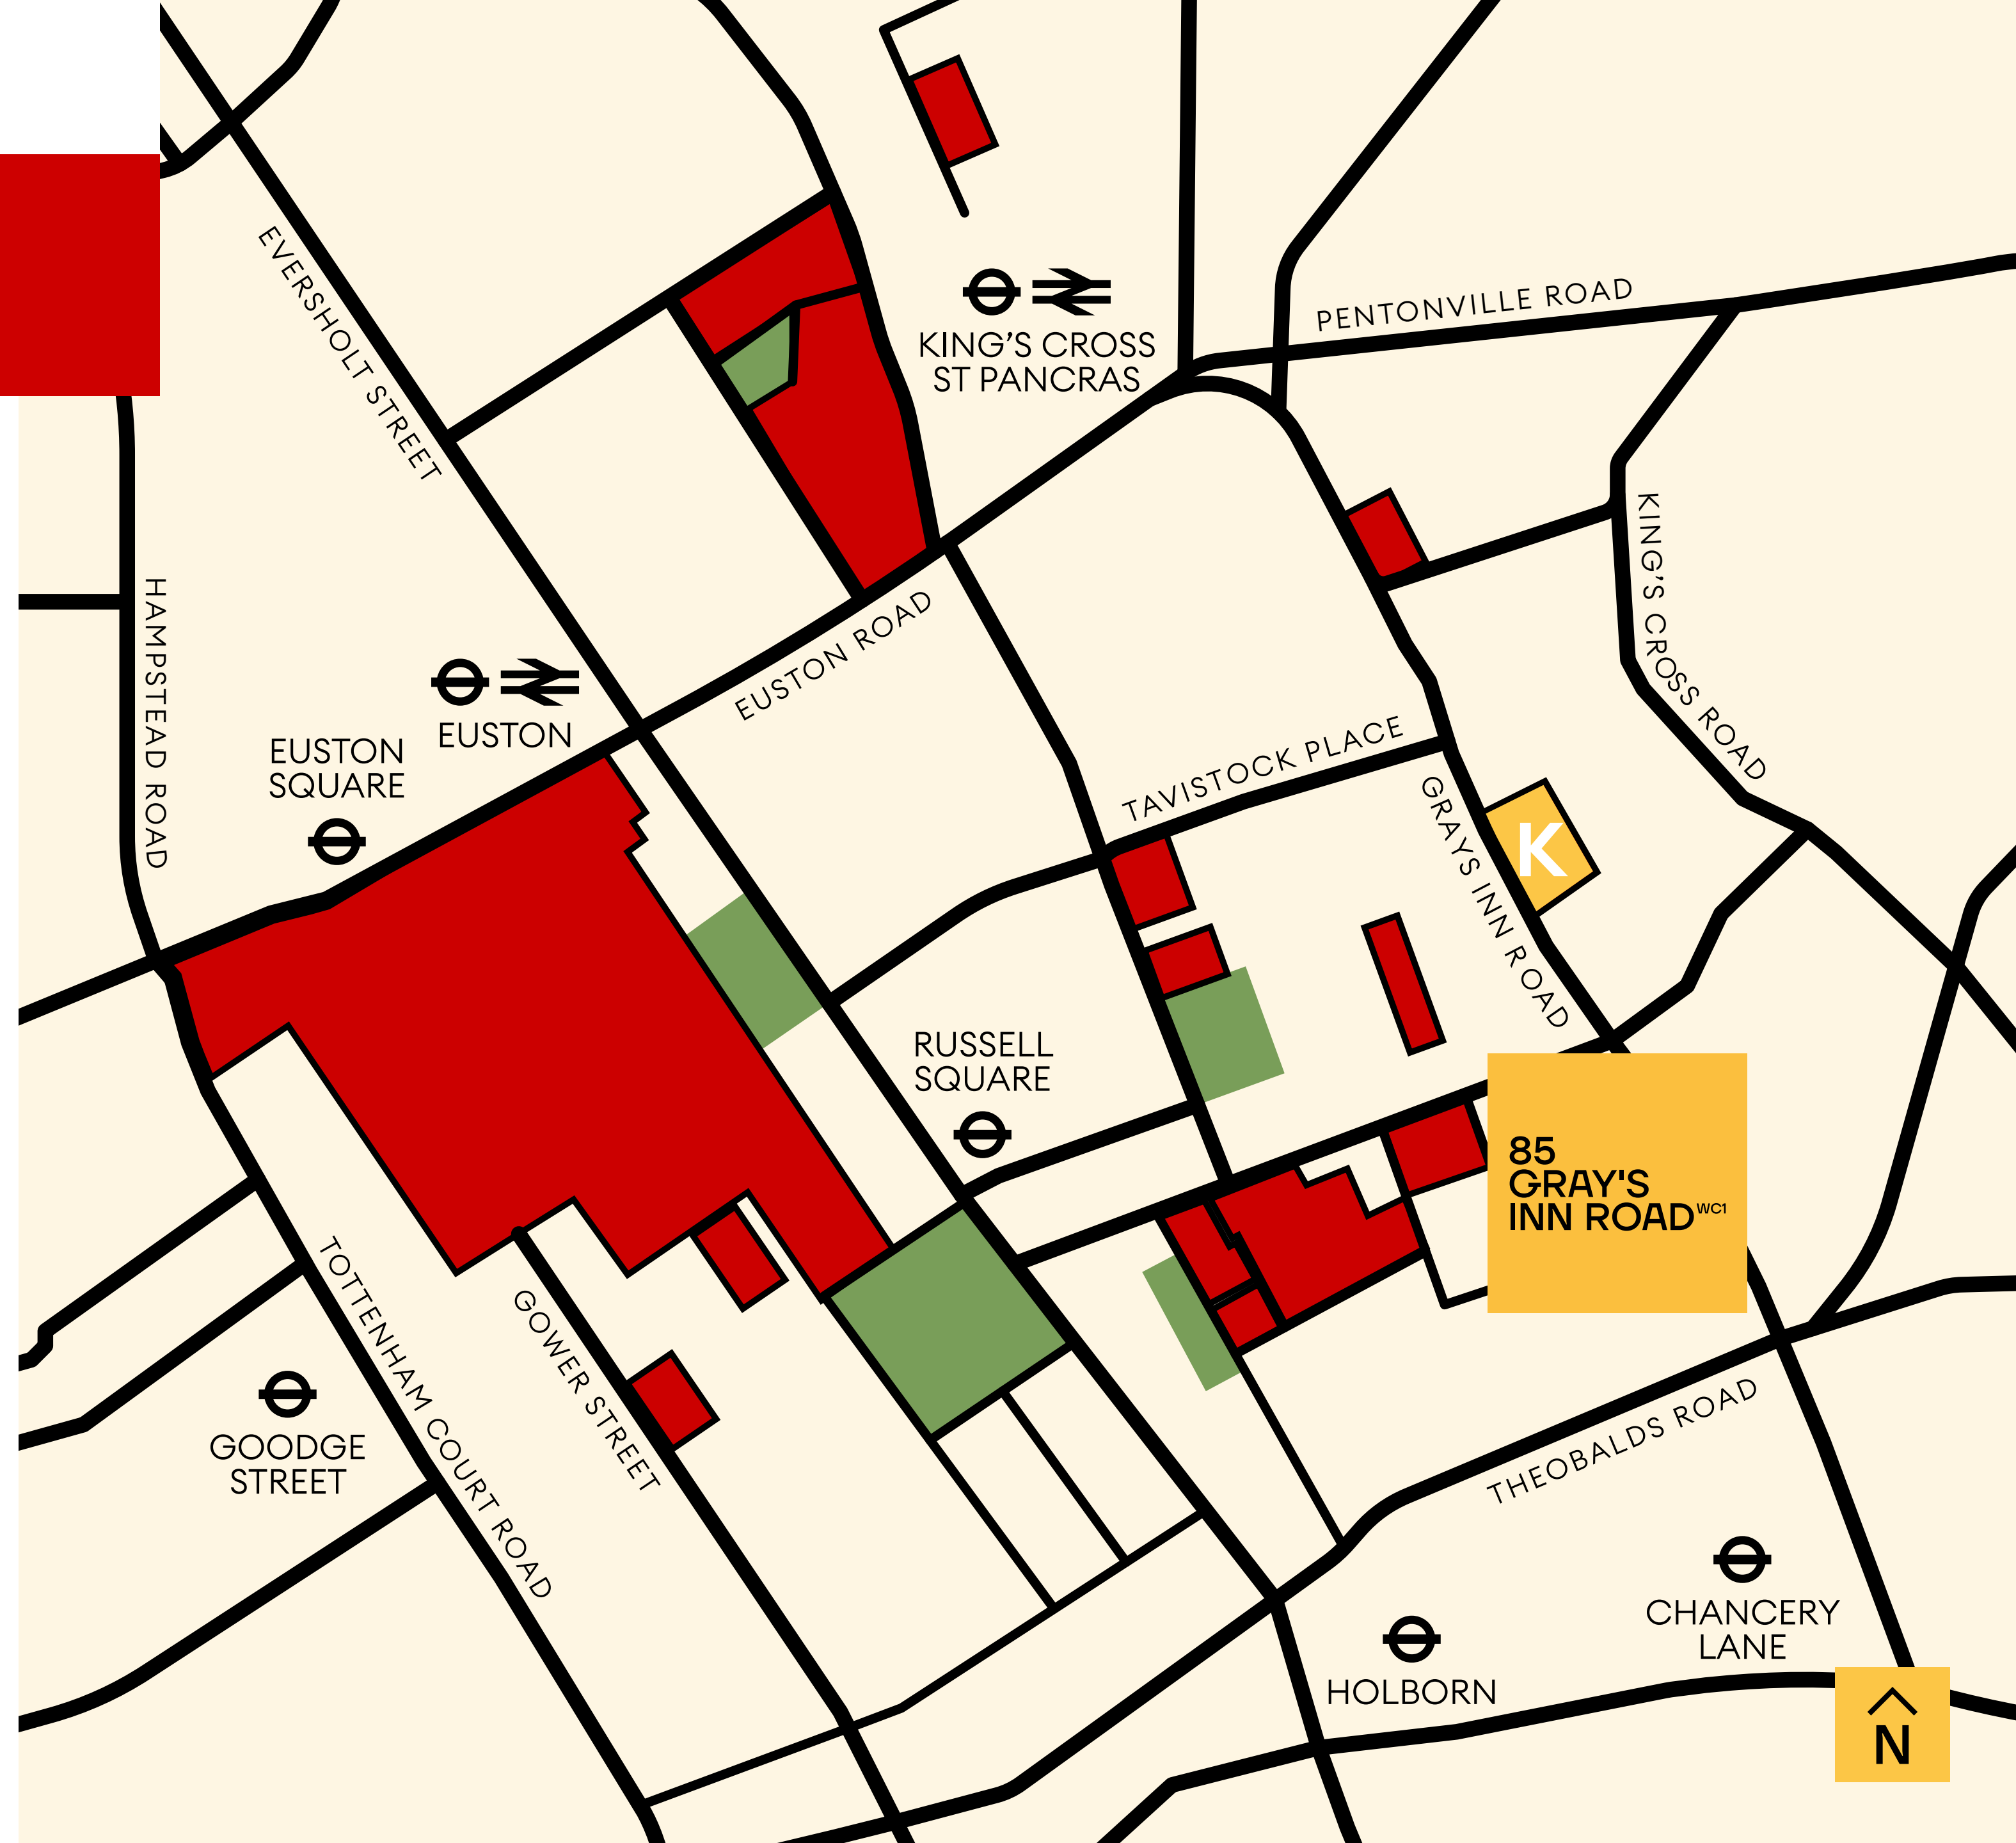 EVERSHOLT STREET
KING'S CROSS
ST PANCRAS
PENTONVILLE ROAD
HAMPSTEAD ROAD
KING'S CROSS ROAD
EUSTON ROAD
EUSTON
EUSTON
SQUARE
TAVISTOCK PLACE
GRAYS INN ROAD
K
RUSSELL
SQUARE
85
GRAY'S
INN ROAD WC1
TOTTENHAM COURT ROAD
GOWER STREET
GOODGE
STREET
THEOBALDS ROAD
CHANCERY
LANE
HOLBORN
N